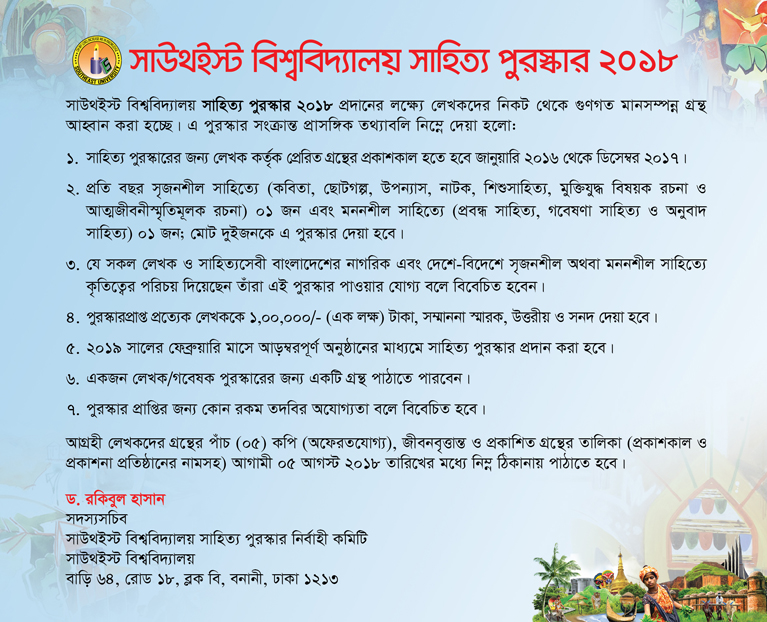 সাউথইস্ট বিশ্ববিদ্যালয় সাহিত্য পুরস্কার ২০১৮
SOUTHEAST UNIVERSITY
সাউথইস্ট বিশ্ববিদ্যালয় সাহিত্য পুরস্কার ২০১৮ প্রদানের লক্ষ্যে লেখকদের নিকট থেকে গুণগত মানসম্পন্ন গ্রন্থ
আহ্বান করা হচ্ছে। এ পুরস্কার সংক্রান্ত প্রাসঙ্গিক তথ্যাবলি নিম্নে দেয়া হলো:
১. সাহিত্য পুরস্কারের জন্য লেখক কর্তৃক প্রেরিত গ্রন্থের প্রকাশকাল হতে হবে জানুয়ারি ২০১৬ থেকে ডিসেম্বর ২০১৭।
২. প্রতি বছর সৃজনশীল সাহিত্যে (কবিতা, ছোটগল্প, উপন্যাস, নাটক, শিশুসাহিত্য, মুক্তিযুদ্ধ বিষয়ক রচনা ও
আত্মজীবনীস্মৃতিমূলক রচনা) ০১ জন এবং মননশীল সাহিত্যে (প্রবন্ধ সাহিত্য, গবেষণা সাহিত্য ও অনুবাদ
সাহিত্য) ০১ জন; মোট দুইজনকে এ পুরস্কার দেয়া হবে।
৩. যে সকল লেখক ও সাহিত্যসেবী বাংলাদেশের নাগরিক এবং দেশে-বিদেশে সৃজনশীল অথবা মননশীল সাহিত্যে
কৃতিত্বের পরিচয় দিয়েছেন তাঁরা এই পুরস্কার পাওয়ার যোগ্য বলে বিবেচিত হবেন।
৪. পুরস্কারপ্রাপ্ত প্রত্যেক লেখককে ১,০০,০০০/- (এক লক্ষ) টাকা, সম্মাননা স্মারক, উত্তরীয় ও সনদ দেয়া হবে।
৫. ২০১৯ সালের ফেব্রুয়ারি মাসে আড়ম্বরপূর্ণ অনুষ্ঠানের মাধ্যমে সাহিত্য পুরস্কার প্রদান করা হবে।
৬. একজন লেখক/গবেষক পুরস্কারের জন্য একটি গ্রন্থ পাঠাতে পারবেন।
৭. পুরস্কার প্রাপ্তির জন্য কোন রকম তদবির অযোগ্যতা বলে বিবেচিত হবে।
আগ্রহী লেখকদের গ্রন্থের পাঁচ (০৫) কপি (অফেরতযোগ্য), জীবনবৃত্তান্ত ও প্রকাশিত গ্রন্থের তালিকা (প্রকাশকাল ও
প্রকাশনা প্রতিষ্ঠানের নামসহ) আগামী ০৫ আগস্ট ২০১৮ তারিখের মধ্যে নিম্ন ঠিকানায় পাঠাতে হবে।
ড. রকিবুল হাসান
সদস্যসচিব
সাউথইস্ট বিশ্ববিদ্যালয় সাহিত্য পুরস্কার নির্বাহী কমিটি
সাউথইস্ট বিশ্ববিদ্যালয়
বাড়ি ৬৪, রোড ১৮, ব্লক বি, বনানী, ঢাকা ১২১৩